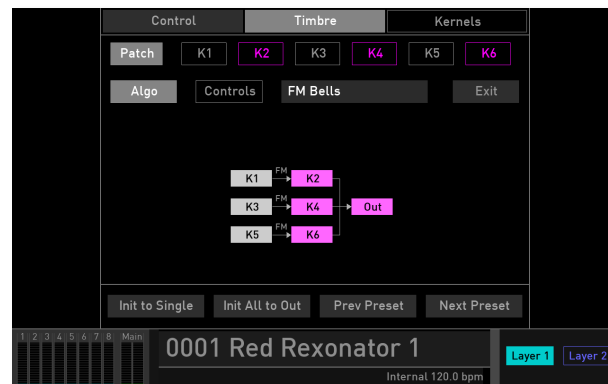 Control Timbre Kernels
Patch K1 K2 K3 K4 K5 K6
Algo Controls FM Bells Exit
K1 FM K2
K3 FM K4 Out
K5 FM K6
Init to Single Init All to Out Prev Preset Next Preset
1 2 3 4 5 6 7 8 Main
0001 Red Rexonator 1
Internal 120.0 bpm
Layer 1 Layer 2